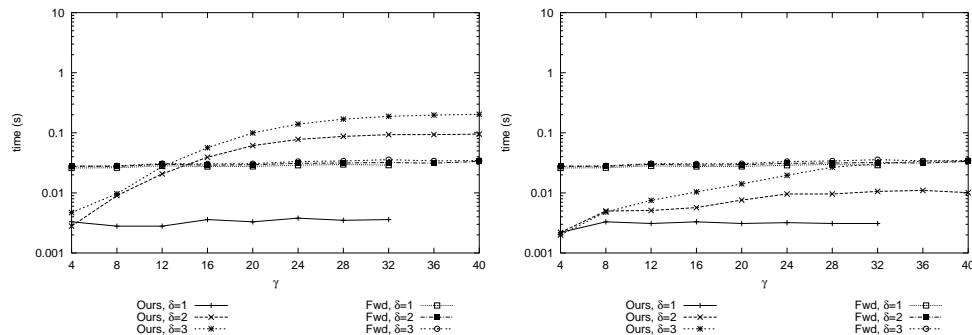 10
1
0.1
0.01
0.001
time (s)
4 8 12 16 20 24 28 32 36 40
γ
Ours, δ=1
Ours, δ=2
Ours, δ=3
Fwd, δ=1
Fwd, δ=2
Fwd, δ=3
10
1
0.1
0.01
0.001
time (s)
4 8 12 16 20 24 28 32 36 40
γ
Ours, δ=1
Ours, δ=2
Ours, δ=3
Fwd, δ=1
Fwd, δ=2
Fwd, δ=3